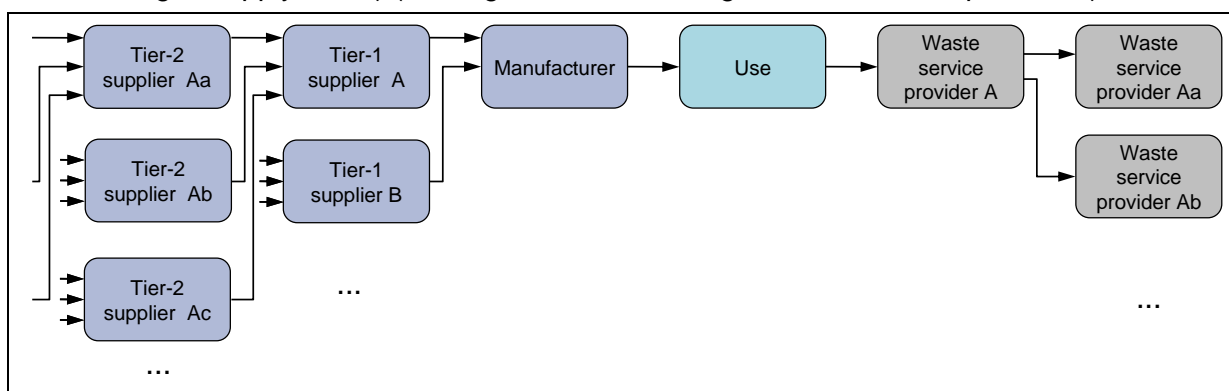 Tier-2
supplier Aa
Tier-1
supplier A
Manufacturer
Use
Waste
service
provider A
Waste
service
provider Aa
Tier-2
supplier Ab
Tier-1
supplier B
Waste
service
provider Ab
Tier-2
supplier Ac
...
...
...